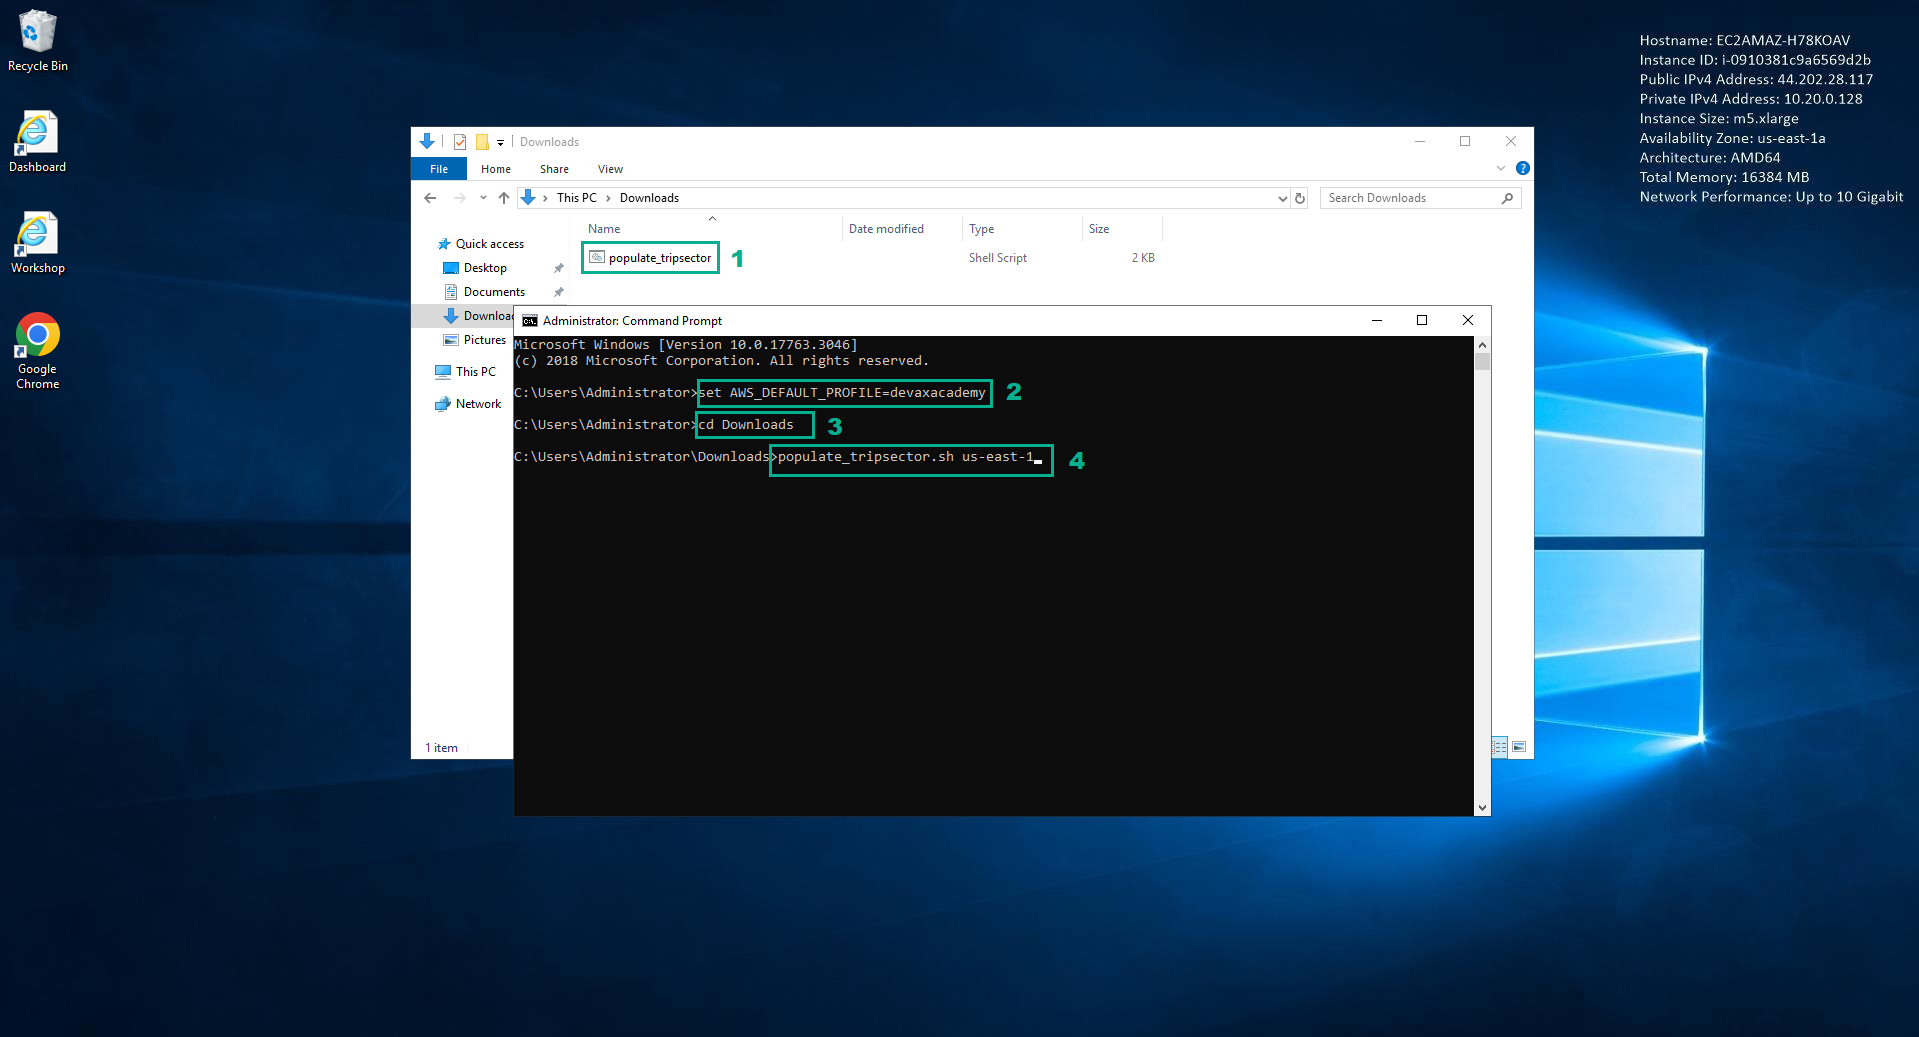 Recycle Bin
Dashboard
Workshop
Google
Chrome
Hostname: EC2AMAZ-H78KOAV
Instance ID: i-0910381c9a6569d2b
Public IPv4 Address: 44.202.28.117
Private IPv4 Address: 10.20.0.128
Instance Size: m5.xlarge
Availability Zone: us-east-1a
Architecture: AMD64
Total Memory: 16384 MB
Network Performance: Up to 10 Gigabit
Downloads
File Home Share View
This PC > Downloads
Search Downloads
Name Date modified Type Size
populate_tripsector 1 Shell Script 2 KB
Quick access
Desktop
Documents
Downloa
Pictures
This PC
Network
1 item
Administrator: Command Prompt
Microsoft Windows [Version 10.0.17763.3046]
(c) 2018 Microsoft Corporation. All rights reserved.
C:\Users\Administrator>set AWS_DEFAULT_PROFILE=devaxacademy 2
C:\Users\Administrator>cd Downloads 3
C:\Users\Administrator\Downloads>populate_tripsector.sh us-east-1 4